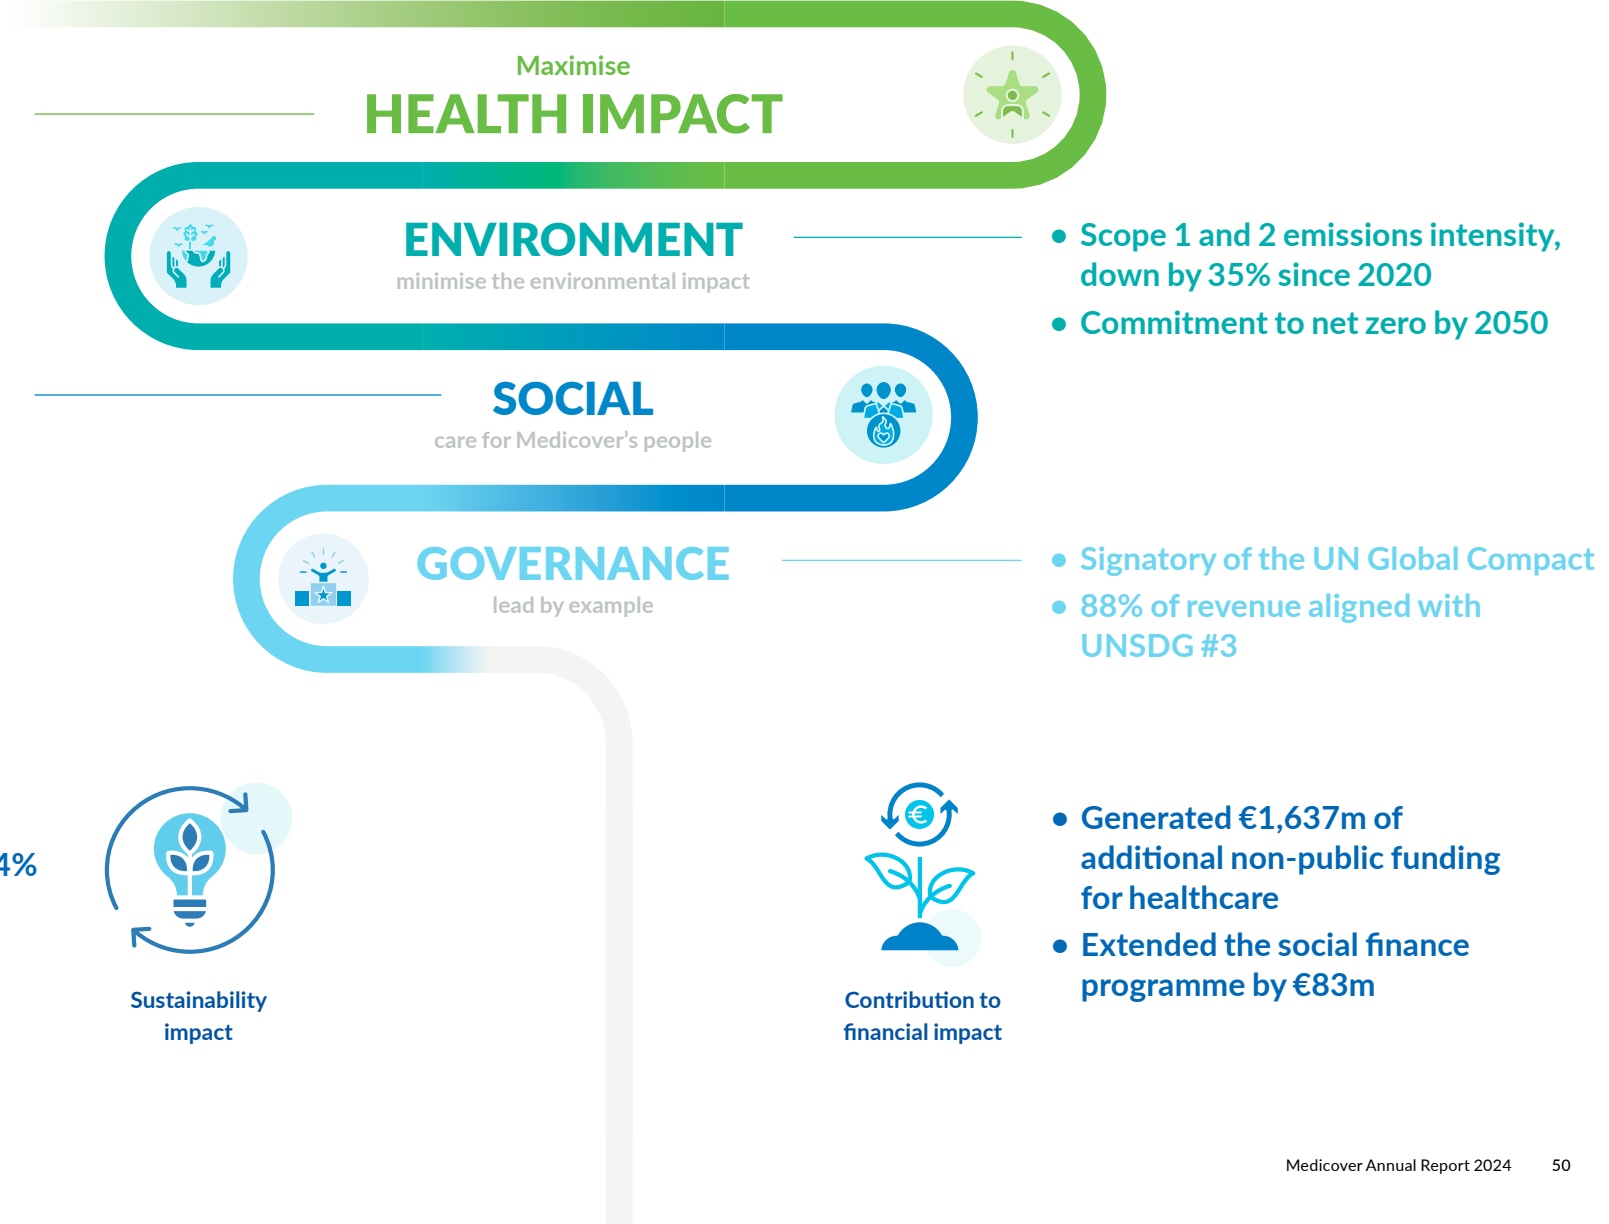 Maximise
HEALTH IMPACT
ENVIRONMENT
minimise the environmental impact
• Scope 1 and 2 emissions intensity,
down by 35% since 2020
• Commitment to net zero by 2050
SOCIAL
care for Medicover's people
GOVERNANCE
lead by example
• Signatory of the UN Global Compact
• 88% of revenue aligned with
UNSDG #3
4%
Sustainability
impact
€
Contribution to
financial impact
• Generated €1,637m of
additional non-public funding
for healthcare
• Extended the social finance
programme by €83m
Medicover Annual Report 2024 50